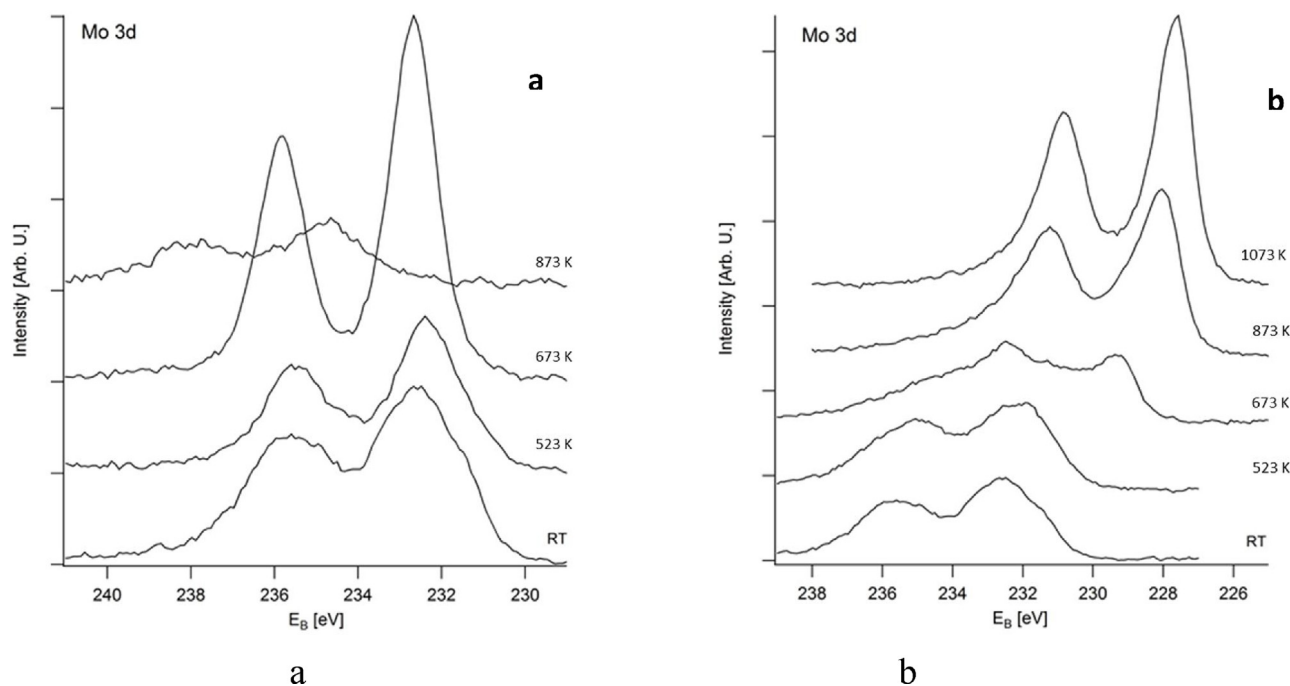 Mo 3d
a
Intensity [Arb. U.]
873 K
673 K
523 K
RT
240
238
236
234
232
230
E_B [eV]
a
Mo 3d
b
Intensity [Arb. U.]
1073 K
873 K
673 K
523 K
RT
238
236
234
232
230
228
226
E_B [eV]
b